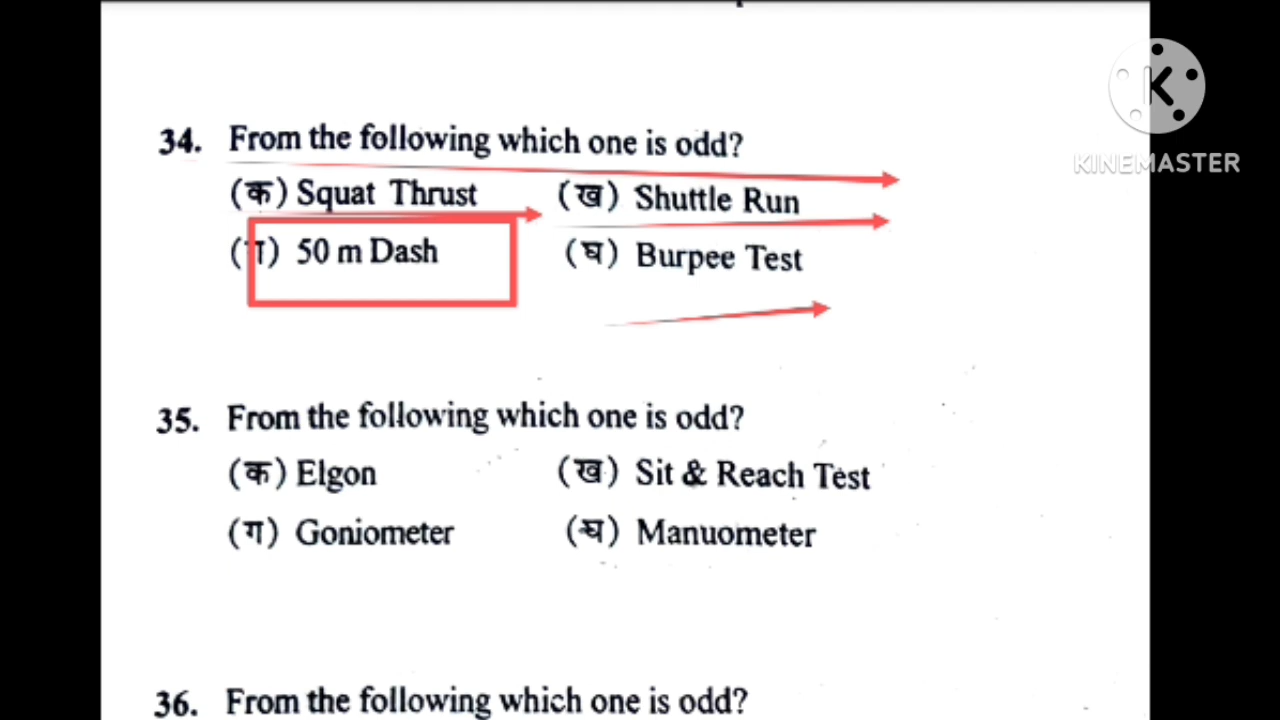 34. From the following which one is odd?
(क) Squat Thrust (ख) Shuttle Run
(ग) 50 m Dash (घ) Burpee Test
35. From the following which one is odd?
(क) Elgon (ख) Sit & Reach Test
(ग) Goniometer (घ) Manuometer
36. From the following which one is odd?
K
KINEMASTER